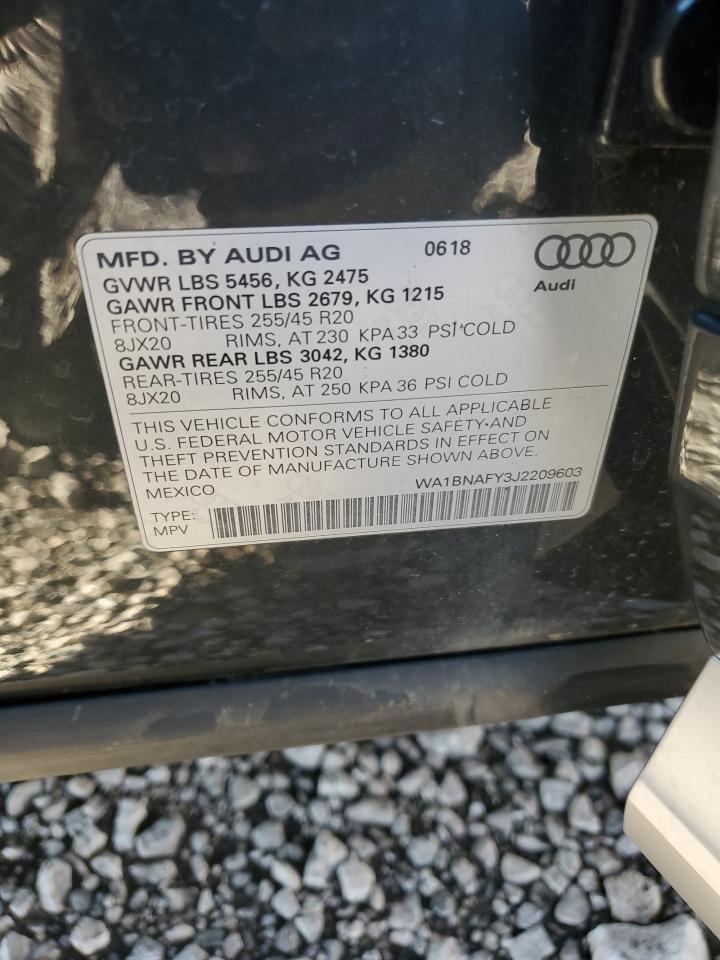 MFD. BY AUDI AG 0618
Audi
GVWR LBS 5456, KG 2475
GAWR FRONT LBS 2679, KG 1215
FRONT-TIRES 255/45 R20
8JX20 RIMS, AT 230 KPA 33 PSI COLD
GAWR REAR LBS 3042, KG 1380
REAR-TIRES 255/45 R20
8JX20 RIMS, AT 250 KPA 36 PSI COLD
THIS VEHICLE CONFORMS TO ALL APPLICABLE
U.S. FEDERAL MOTOR VEHICLE SAFETY AND
THEFT PREVENTION STANDARDS IN EFFECT ON
THE DATE OF MANUFACTURE SHOWN ABOVE.
MEXICO WA1BNAFY3J2209603
TYPE:
MPV